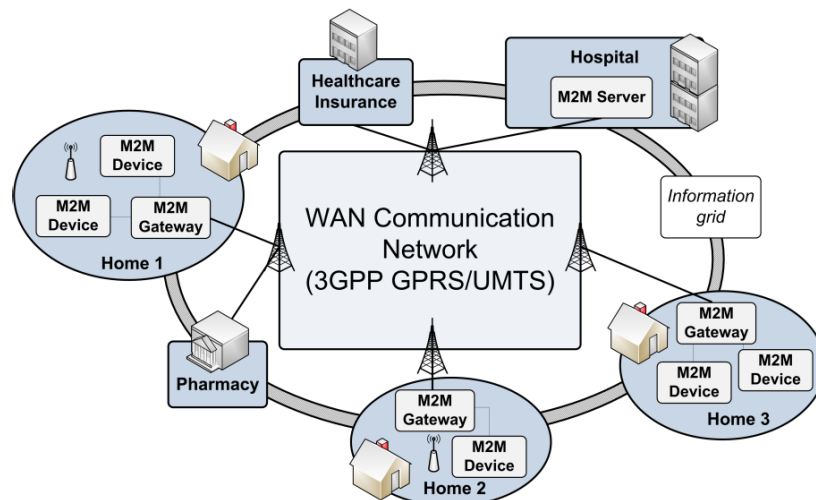 Healthcare
Insurance
Hospital
M2M Server
M2M
Device
M2M
Device
M2M
Gateway
Home 1
WAN Communication
Network
(3GPP GPRS/UMTS)
Information
grid
Pharmacy
M2M
Gateway
M2M
Device
Home 2
M2M
Gateway
M2M
Device
M2M
Device
Home 3